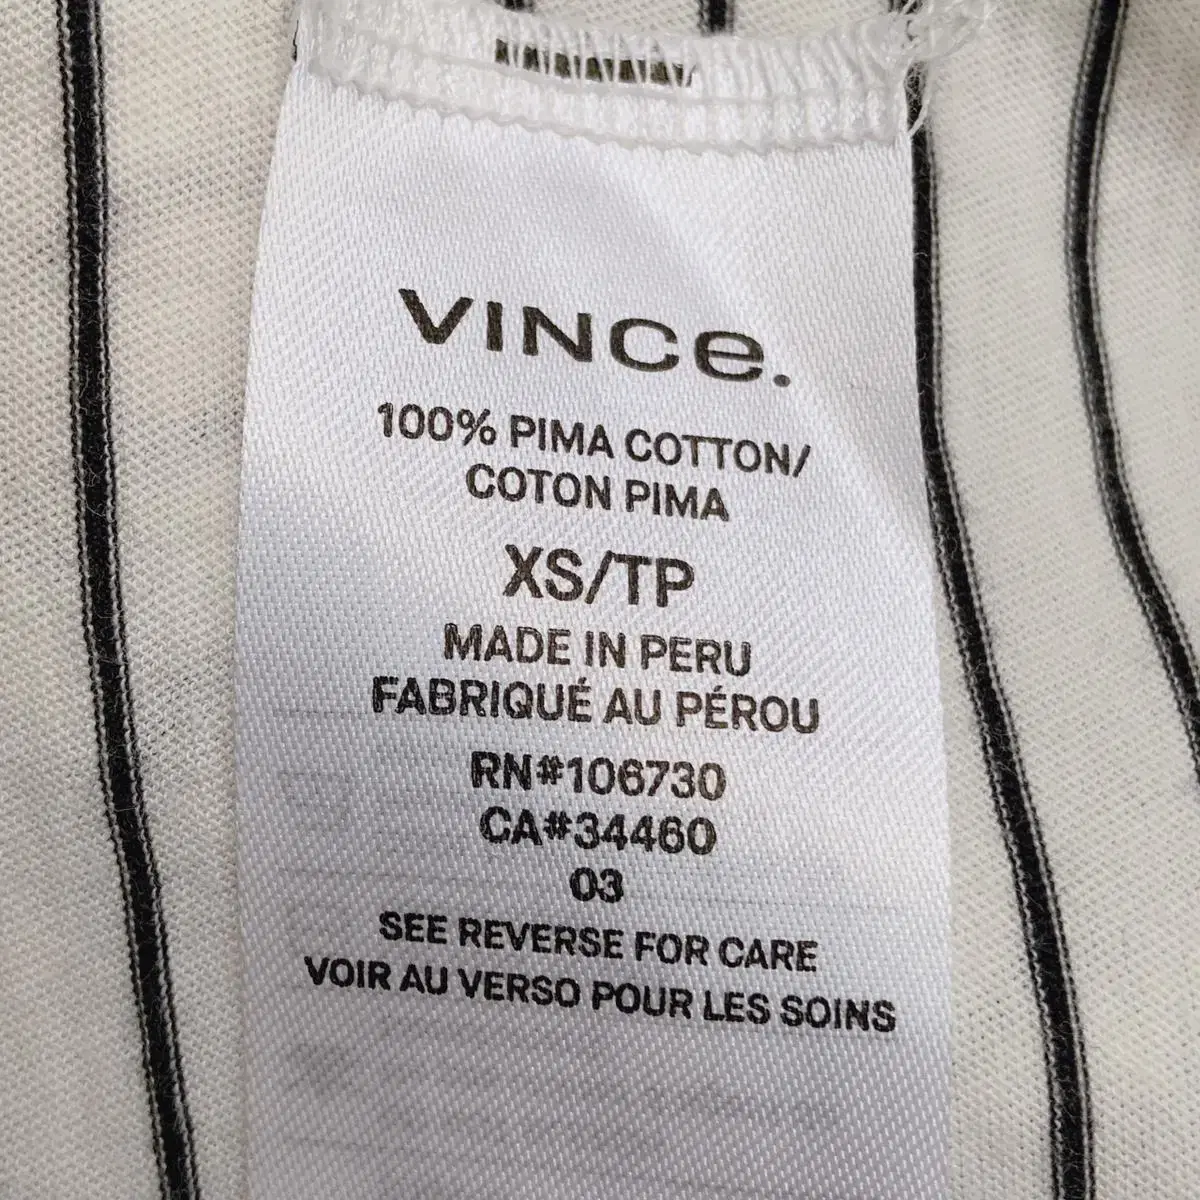 VINCe.
100% PIMA COTTON/
COTON PIMA
XS/TP
MADE IN PERU
FABRIQUÉ AU PÉROU
RN#106730
CA#34460
03
SEE REVERSE FOR CARE
VOIR AU VERSO POUR LES SOINS